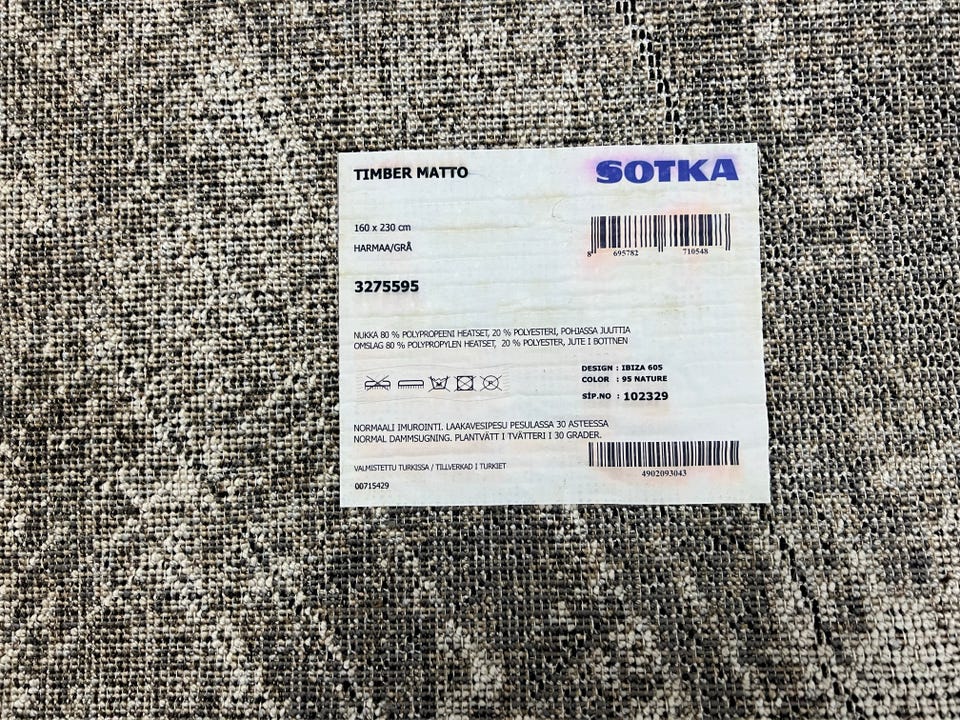 TIMBER MATTO
SOTKA
160 x 230 cm
HARMAA/GRÅ
8 695782 710548
3275595
NUKKA 80 % POLYPROPEENI HEATSET, 20 % POLYESTERI, POHJASSA JUUTTIA
OMSLAG 80 % POLYPROPYLEN HEATSET, 20 % POLYESTER, JUTE I BOTTNEN
DESIGN : IBIZA 605
COLOR : 95 NATURE
SİP.NO : 102329
NORMAALI IMUROINTI. LAAKAVESIPESU PESULASSA 30 ASTEESSA
NORMAL DAMMSUGNING. PLANTVÄTT I TVÄTTERI I 30 GRADER.
4902093043
VALMISTETTU TURKISSA / TILLVERKAD I TURKIET
00715429